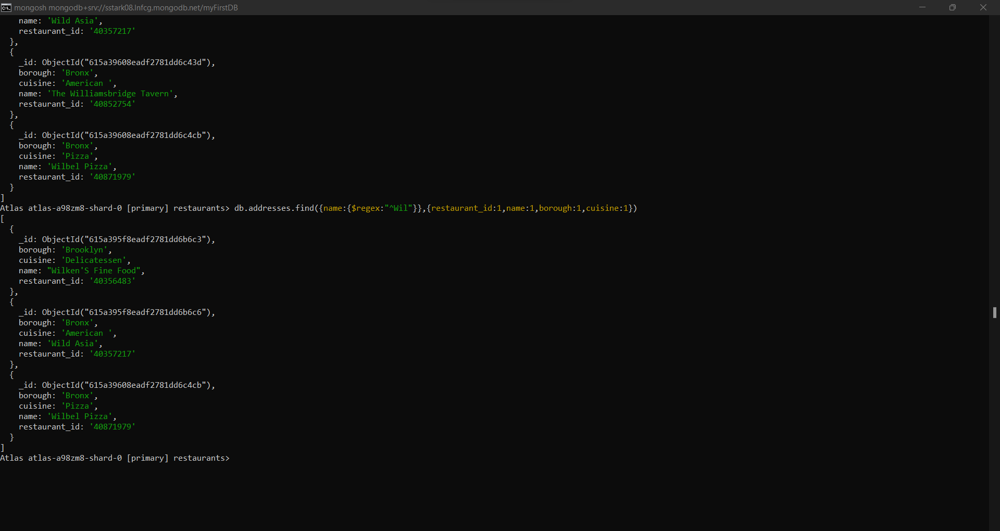 mongosh mongodb+srv://sstark08.lnfcg.mongodb.net/myFirstDB
    name: 'Wild Asia',
    restaurant_id: '40357217'
  },
  {
    _id: ObjectId("615a39608eadf2781dd6c43d"),
    borough: 'Bronx',
    cuisine: 'American ',
    name: 'The Williamsbridge Tavern',
    restaurant_id: '40852754'
  },
  {
    _id: ObjectId("615a39608eadf2781dd6c4cb"),
    borough: 'Bronx',
    cuisine: 'Pizza',
    name: 'Wilbel Pizza',
    restaurant_id: '40871979'
  }
]
Atlas atlas-a98zm8-shard-0 [primary] restaurants> db.addresses.find({name:{$regex:"^Wil"}},{restaurant_id:1,name:1,borough:1,cuisine:1})
[
  {
    _id: ObjectId("615a395f8eadf2781dd6b6c3"),
    borough: 'Brooklyn',
    cuisine: 'Delicatessen',
    name: "Wilken'S Fine Food",
    restaurant_id: '40356483'
  },
  {
    _id: ObjectId("615a395f8eadf2781dd6b6c6"),
    borough: 'Bronx',
    cuisine: 'American ',
    name: 'Wild Asia',
    restaurant_id: '40357217'
  },
  {
    _id: ObjectId("615a39608eadf2781dd6c4cb"),
    borough: 'Bronx',
    cuisine: 'Pizza',
    name: 'Wilbel Pizza',
    restaurant_id: '40871979'
  }
]
Atlas atlas-a98zm8-shard-0 [primary] restaurants>